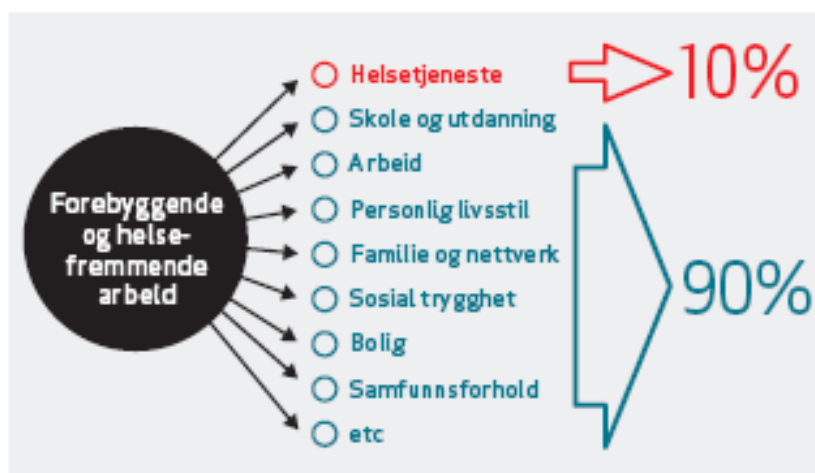 Forebyggende
og helse-
fremmende
arbeid
Helsetjeneste
Skole og utdanning
Arbeid
Personlig livsstil
Familie og nettverk
Sosial trygghet
Bolig
Samfunnsforhold
etc
10%
90%